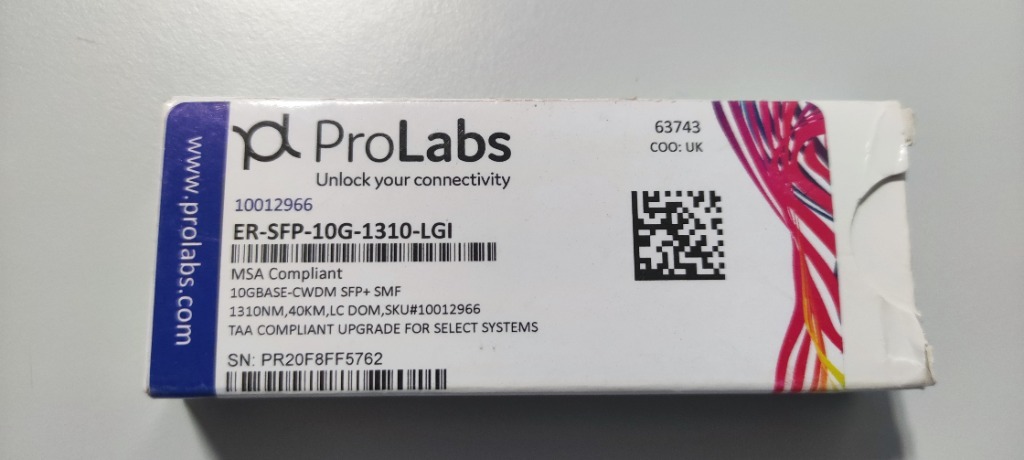 www.prolabs.com
ProLabs
Unlock your connectivity
63743
COO: UK
10012966
ER-SFP-10G-1310-LGI
MSA Compliant
10GBASE-CWDM SFP+ SMF
1310NM,40KM,LC DOM,SKU#10012966
TAA COMPLIANT UPGRADE FOR SELECT SYSTEMS
SN: PR20F8FF5762